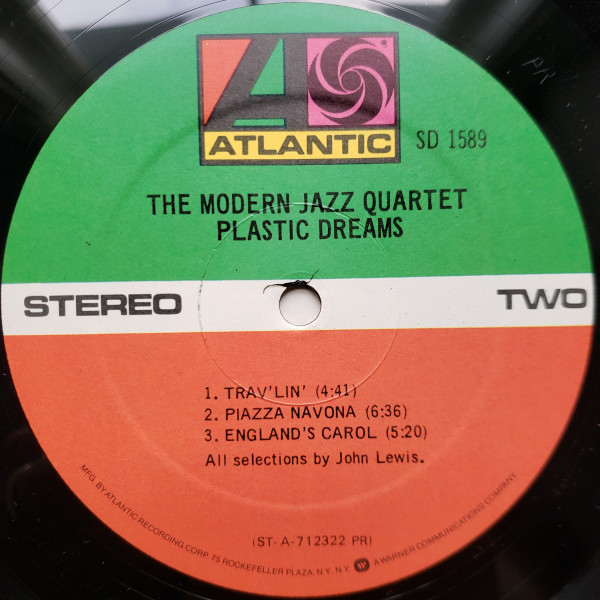 ATLANTIC
SD 1589
THE MODERN JAZZ QUARTET
PLASTIC DREAMS
STEREO
TWO
1. TRAV'LIN' (4:41)
2. PIAZZA NAVONA (6:36)
3. ENGLAND'S CAROL (5:20)
All selections by John Lewis.
(ST-A-712322 PR)
MFG. BY ATLANTIC RECORDING CORP. 75 ROCKEFELLER PLAZA, N.Y. N.Y. A WARNER COMMUNICATIONS COMPANY
PR